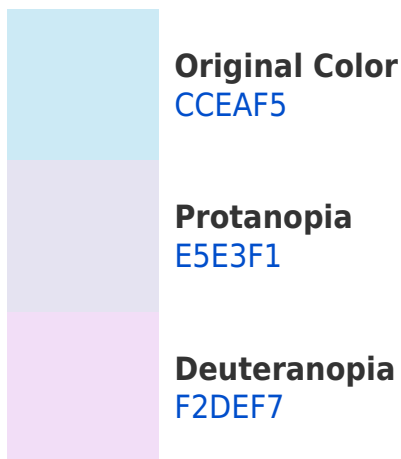 Original Color
CCEAF5
Protanopia
E5E3F1
Deuteranopia
F2DEF7